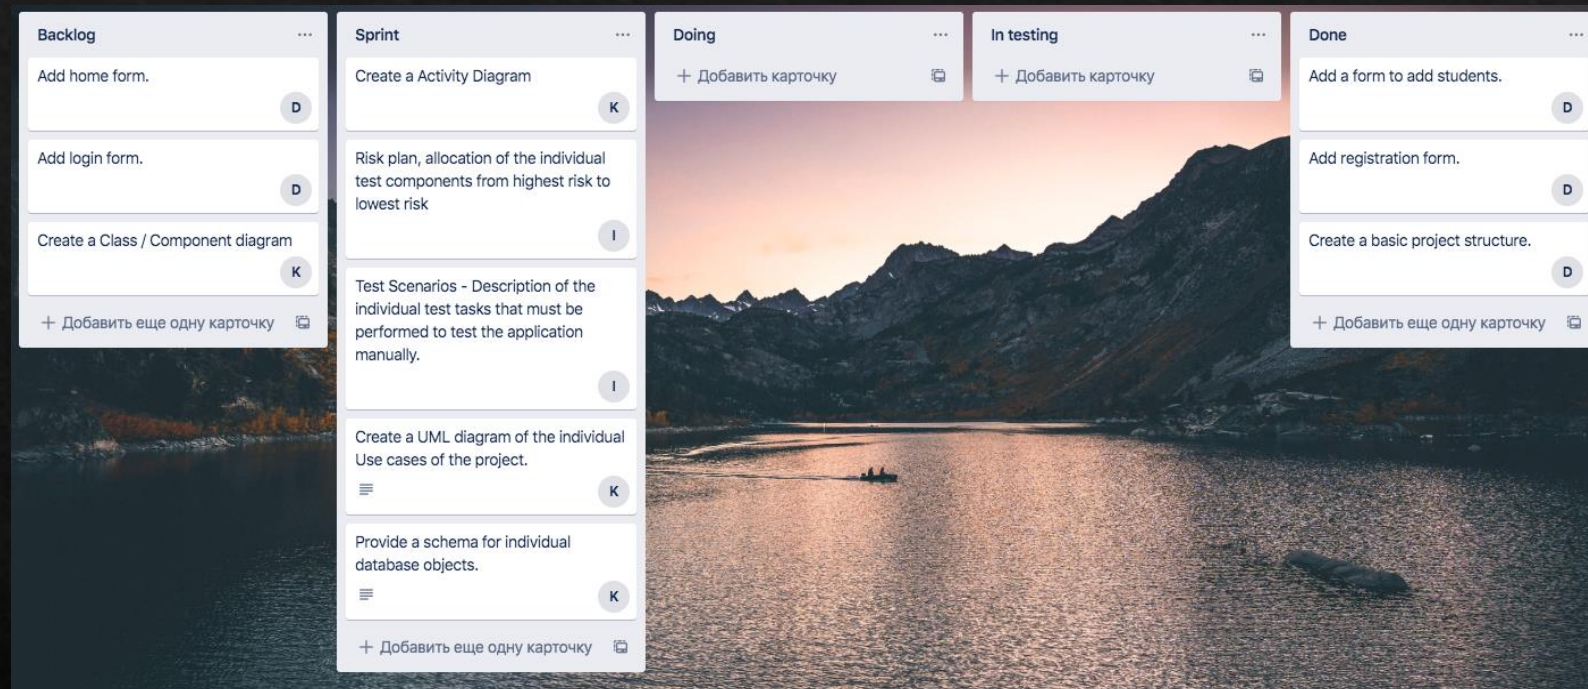 Backlog
Add home form.
D
Add login form.
D
Create a Class / Component diagram
K
+ Добавить еще одну карточку
Sprint
Create a Activity Diagram
K
Risk plan, allocation of the individual
test components from highest risk to
lowest risk
I
Test Scenarios - Description of the
individual test tasks that must be
performed to test the application
manually.
I
Create a UML diagram of the individual
Use cases of the project.
K
Provide a schema for individual
database objects.
K
+ Добавить еще одну карточку
Doing
+ Добавить карточку
In testing
+ Добавить карточку
Done
Add a form to add students.
D
Add registration form.
D
Create a basic project structure.
D
+ Добавить еще одну карточку